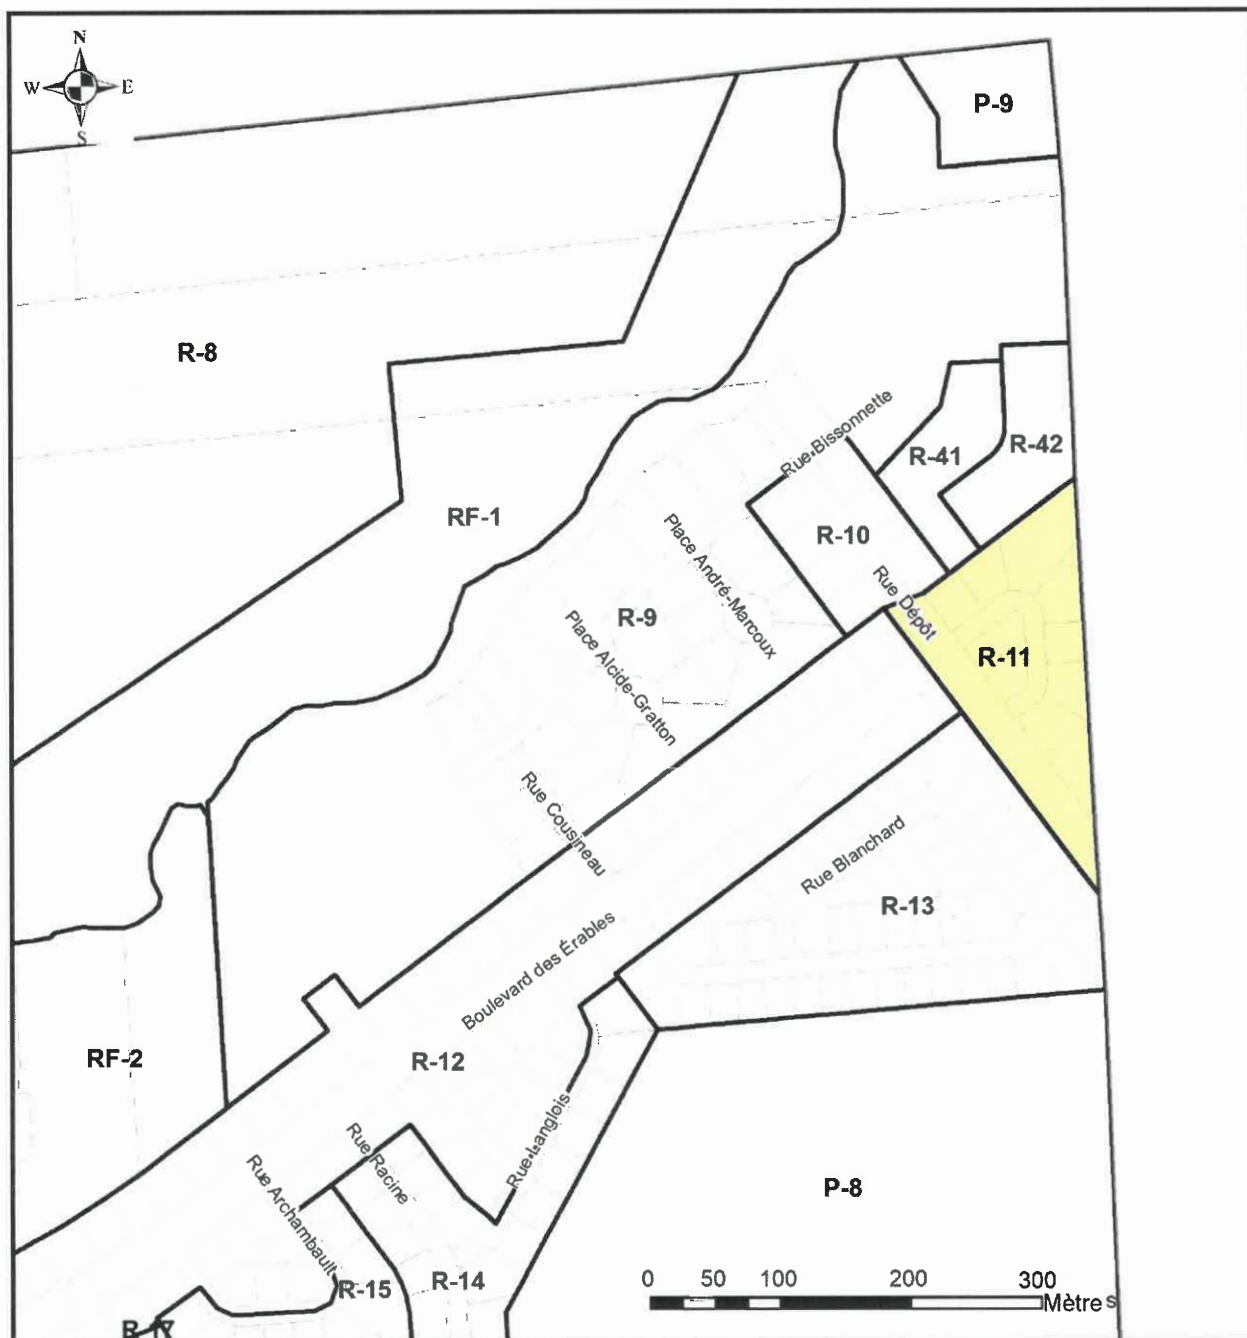 N
W E
S
P-9
R-8
Rue Bissonnette
R-41
R-42
RF-1
Place André-Marcoux
R-10
Rue Dépôt
R-9
Place Alcide-Gratton
R-11
Rue Cousineau
Rue Blanchard
R-13
Boulevard des Érables
RF-2
R-12
Rue Langlois
Rue Racine
Rue Archambault
P-8
R-15
R-14
0 50 100 200 300
Mètres
R-17